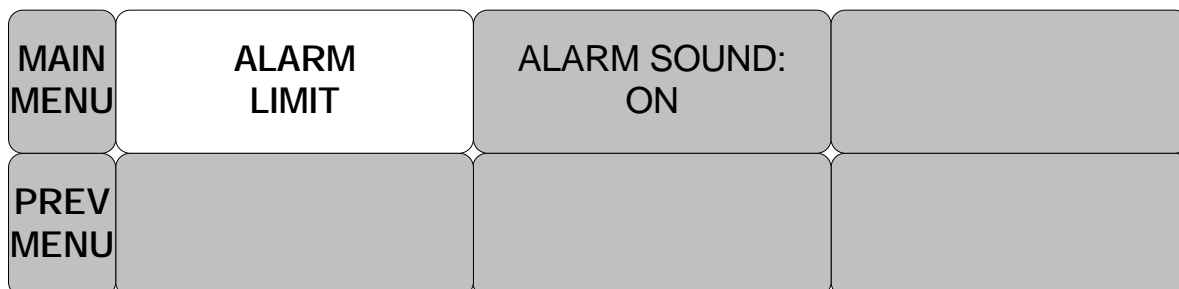 MAIN
MENU
ALARM
LIMIT
ALARM SOUND:
ON
PREV
MENU